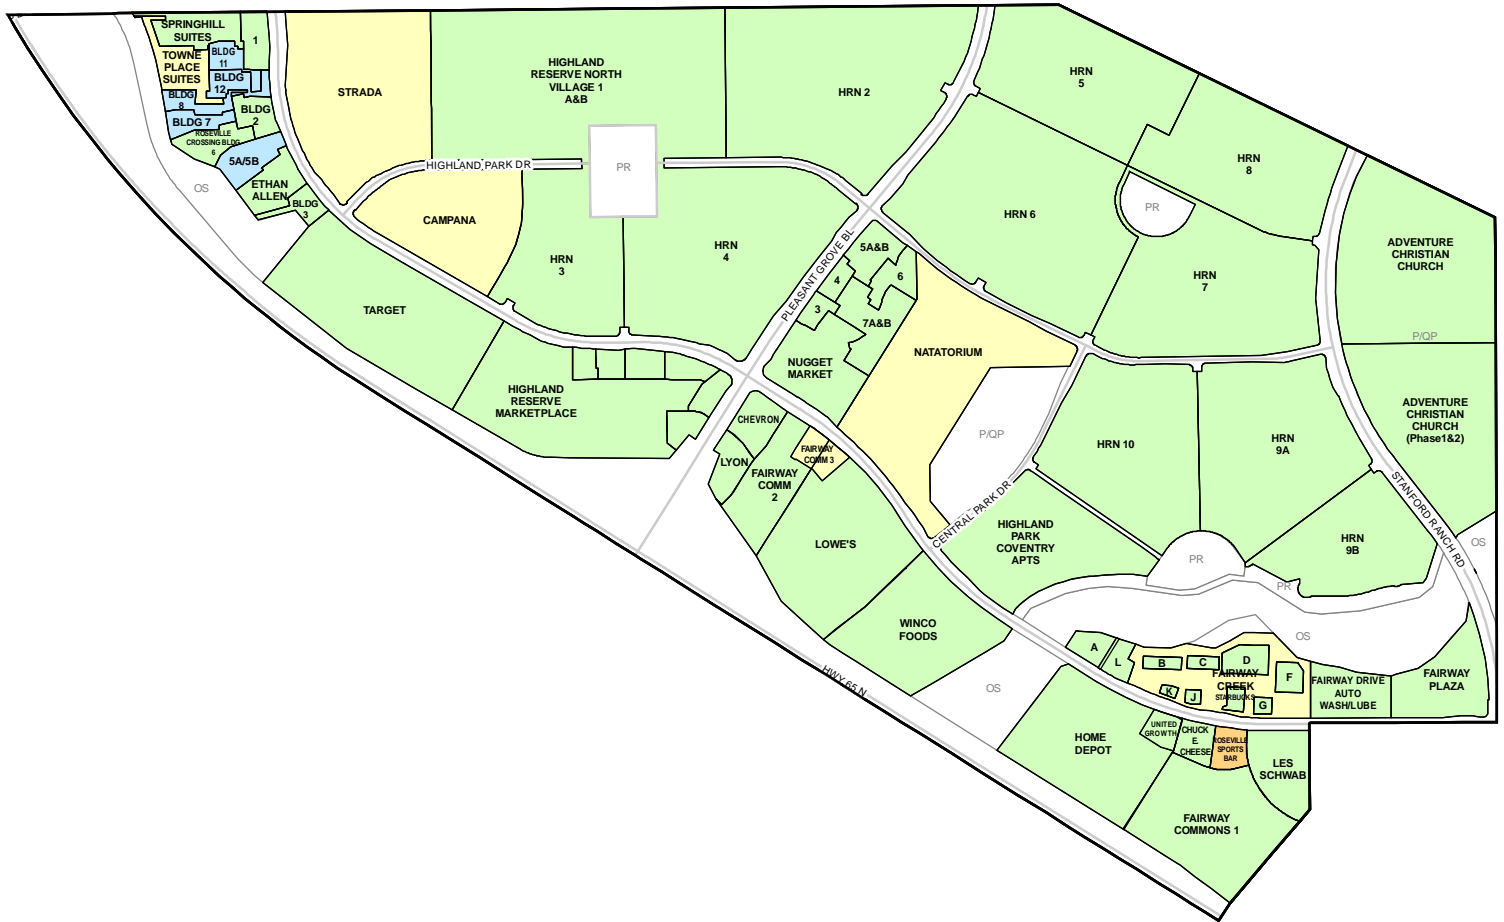 SPRINGHILL
SUITES
1
TOWNE
PLACE
SUITES
BLDG
11
BLDG
12
BLDG
8
BLDG 7
BLDG
2
ROSEVILLE
CROSSING BLDG
6
5A/5B
ETHAN
ALLEN
BLDG
3
OS
STRADA
HIGHLAND
RESERVE NORTH
VILLAGE 1
A&B
HRN 2
HRN
5
HRN
8
HIGHLAND PARK DR
PR
CAMPANA
HRN
3
HRN
4
HRN 6
PR
HRN
7
ADVENTURE
CHRISTIAN
CHURCH
P/QP
PLEASANT GROVE BL
5A&B
6
4
3
7A&B
NUGGET
MARKET
NATATORIUM
TARGET
HIGHLAND
RESERVE
MARKETPLACE
CHEVRON
LYON
FAIRWAY
COMM
2
FAIRWAY
COMM 3
P/QP
HRN 10
HRN
9A
ADVENTURE
CHRISTIAN
CHURCH
(Phase1&2)
STANFORD RANCH RD
CENTRAL PARK DR
HIGHLAND
PARK
COVENTRY
APTS
LOWE'S
HRN
9B
OS
PR
PR
WINCO
FOODS
OS
HWY 65 N
OS
A
L
B
C
D
F
FAIRWAY
CREEK
STARBUCKS
K
J
G
FAIRWAY DRIVE
AUTO
WASH/LUBE
FAIRWAY
PLAZA
HOME
DEPOT
UNITED
GROWTH
CHUCK
E.
CHEESE
ROSEVILLE
SPORTS
BAR
LES
SCHWAB
FAIRWAY
COMMONS 1